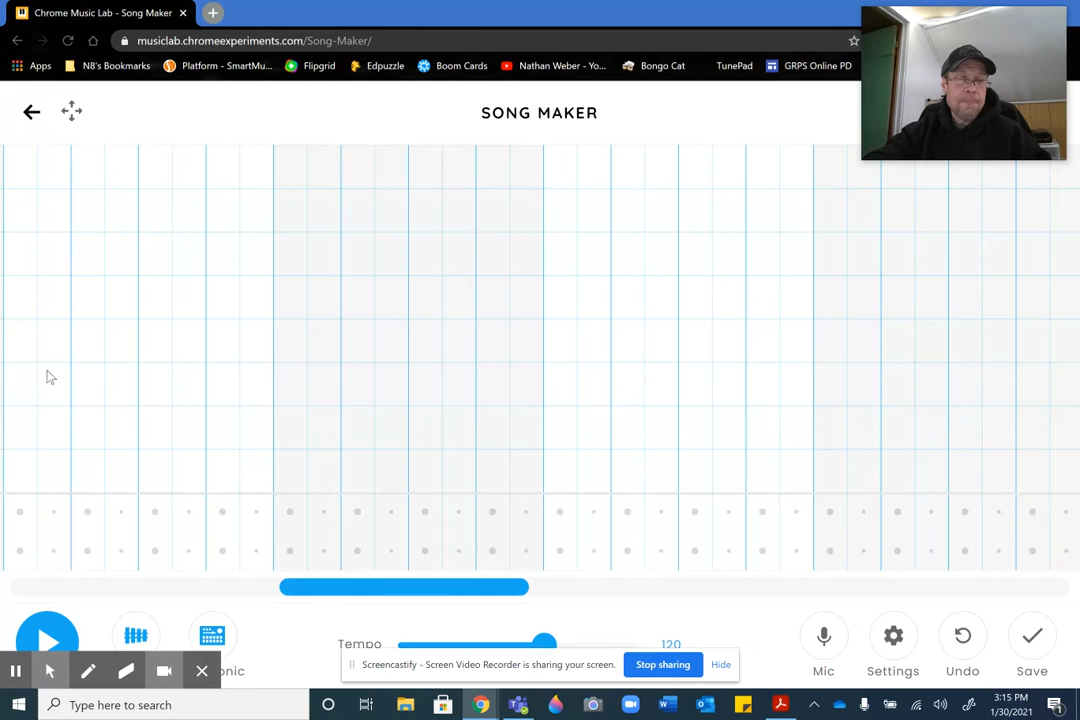 Chrome Music Lab - Song Maker
musiclab.chromeexperiments.com/Song-Maker/
Apps N8's Bookmarks Platform - SmartMu... Flipgrid Edpuzzle Boom Cards Nathan Weber - Yo... Bongo Cat TunePad GRPS Online PD
SONG MAKER
Tempo 120
Mic Settings Undo Save
onic
Screencastify - Screen Video Recorder is sharing your screen. Stop sharing Hide
Type here to search
3:15 PM
1/30/2021